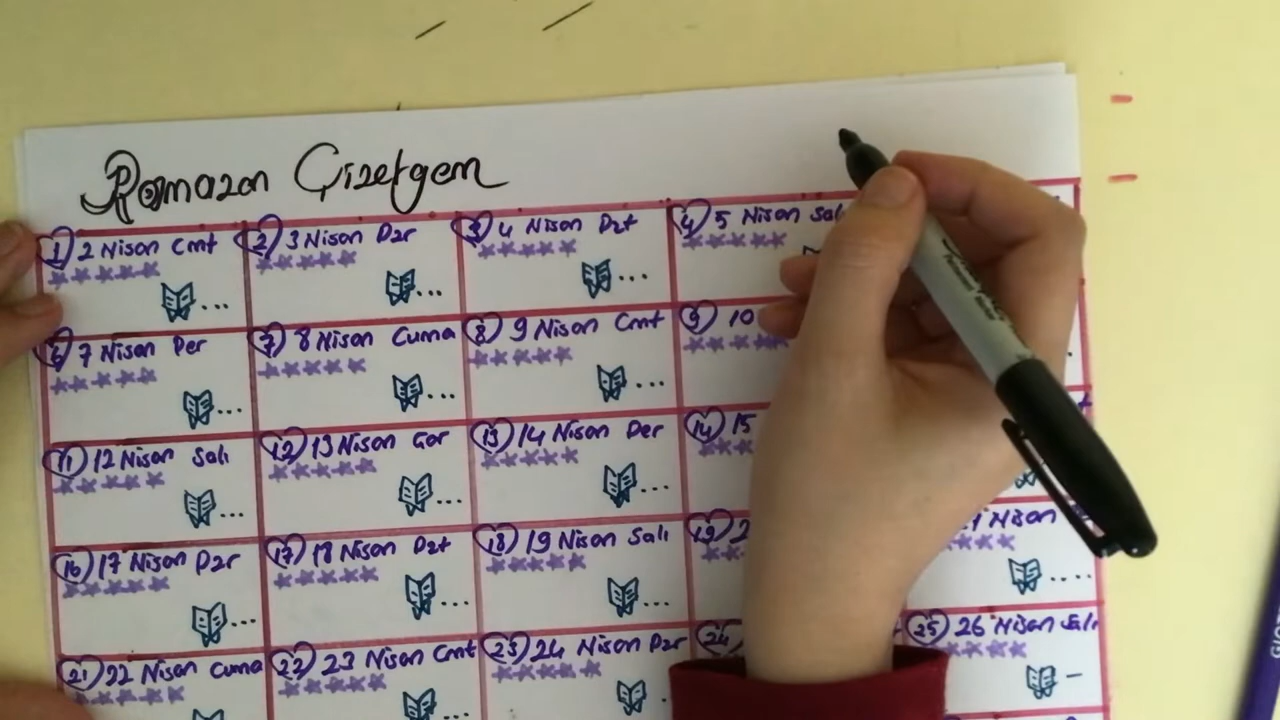 Ramazan Çizelgem
1 2 Nisan Cmt 2 3 Nisan Pzr 3 4 Nisan Pzt 4 5 Nisan Salı
6 7 Nisan Per 7 8 Nisan Cuma 8 9 Nisan Cmt 9 10
11 12 Nisan Salı 12 13 Nisan Çar 13 14 Nisan Per 14 15
16 17 Nisan Pzr 17 18 Nisan Pzt 18 19 Nisan Salı 19 2 Nisan
21 22 Nisan Cuma 22 23 Nisan Cmt 23 24 Nisan Pzr 24 25 26 Nisan Salı